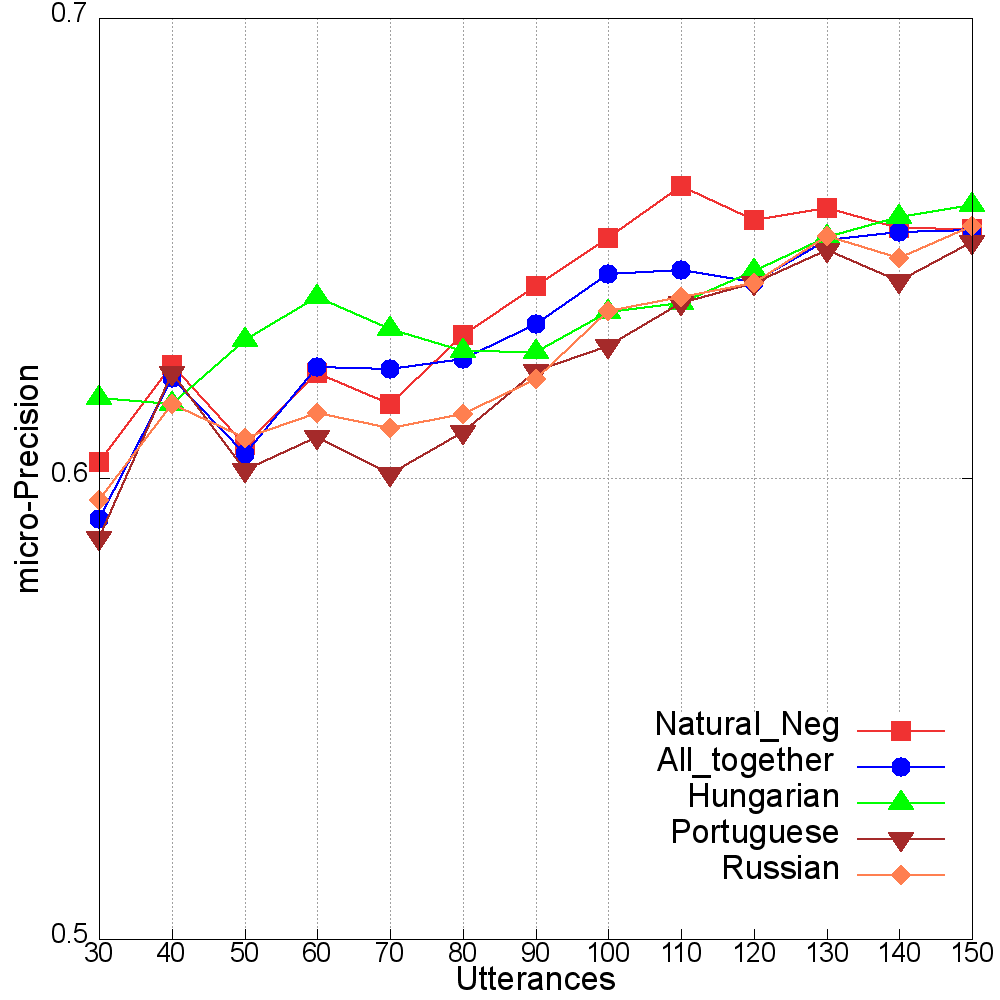 0.7
0.6
0.5
micro-Precision
30 40 50 60 70 80 90 100 110 120 130 140 150
Utterances
Natural_Neg
All_together
Hungarian
Portuguese
Russian